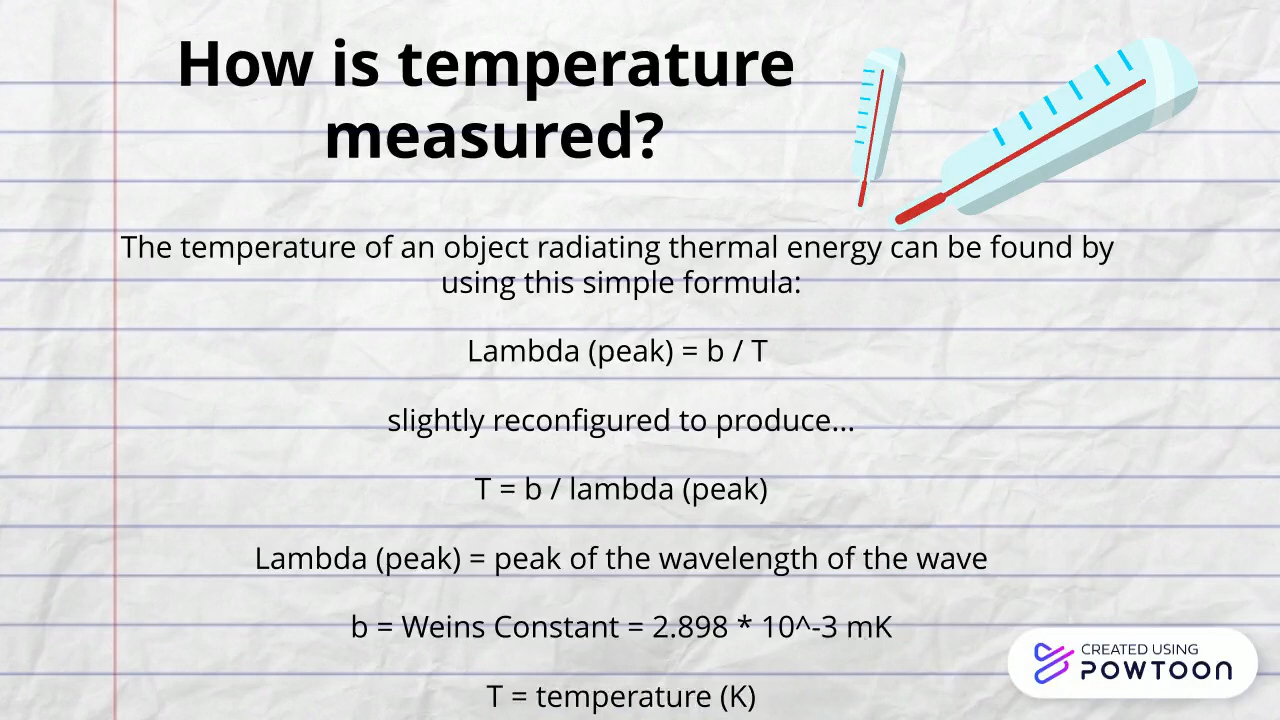 How is temperature
measured?
The temperature of an object radiating thermal energy can be found by
using this simple formula:
Lambda (peak) = b / T
slightly reconfigured to produce...
T = b / lambda (peak)
Lambda (peak) = peak of the wavelength of the wave
b = Weins Constant = 2.898 * 10^-3 mK
T = temperature (K)
CREATED USING
POWTOON